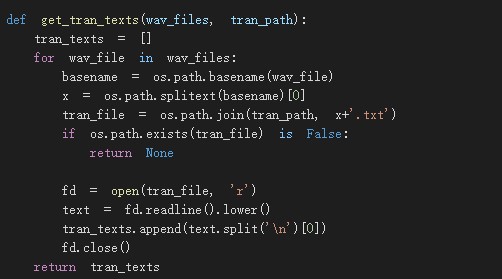 def get_tran_texts(wav_files, tran_path):
    tran_texts = []
    for wav_file in wav_files:
        basename = os.path.basename(wav_file)
        x = os.path.splitext(basename)[0]
        tran_file = os.path.join(tran_path, x+'.txt')
        if os.path.exists(tran_file) is False:
            return None

        fd = open(tran_file, 'r')
        text = fd.readline().lower()
        tran_texts.append(text.split('\n')[0])
        fd.close()
    return tran_texts